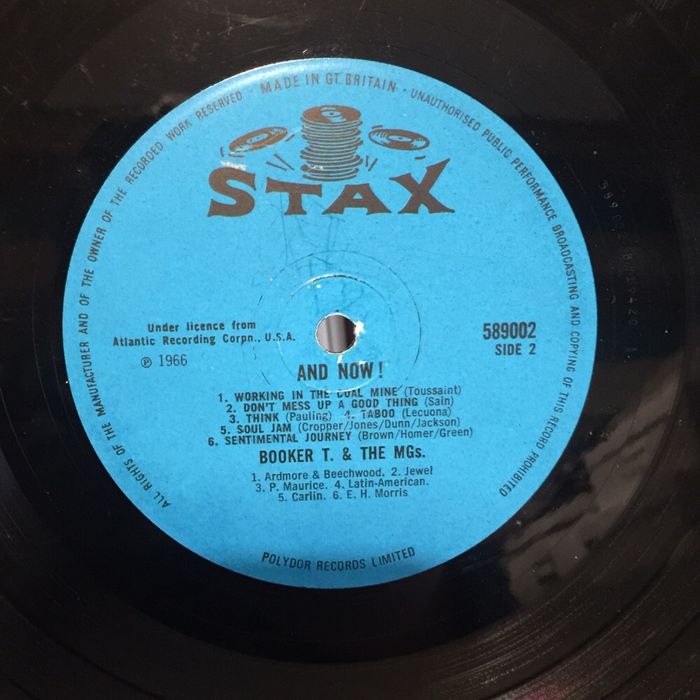 ALL RIGHTS OF THE MANUFACTURER AND OF THE OWNER OF THE RECORDED WORK RESERVED · MADE IN GT. BRITAIN · UNAUTHORISED PUBLIC PERFORMANCE BROADCASTING AND COPYING OF THIS RECORD PROHIBITED
STAX
Under licence from
Atlantic Recording Corpn., U.S.A.
℗ 1966
589002
SIDE 2
AND NOW!
1. WORKING IN THE COAL MINE (Toussaint)
2. DON'T MESS UP A GOOD THING (Sain)
3. THINK (Pauling) 4. TABOO (Lecuona)
5. SOUL JAM (Cropper/Jones/Dunn/Jackson)
6. SENTIMENTAL JOURNEY (Brown/Homer/Green)
BOOKER T. & THE MGs.
1. Ardmore & Beechwood. 2. Jewel
3. P. Maurice. 4. Latin-American.
5. Carlin. 6. E. H. Morris
POLYDOR RECORDS LIMITED